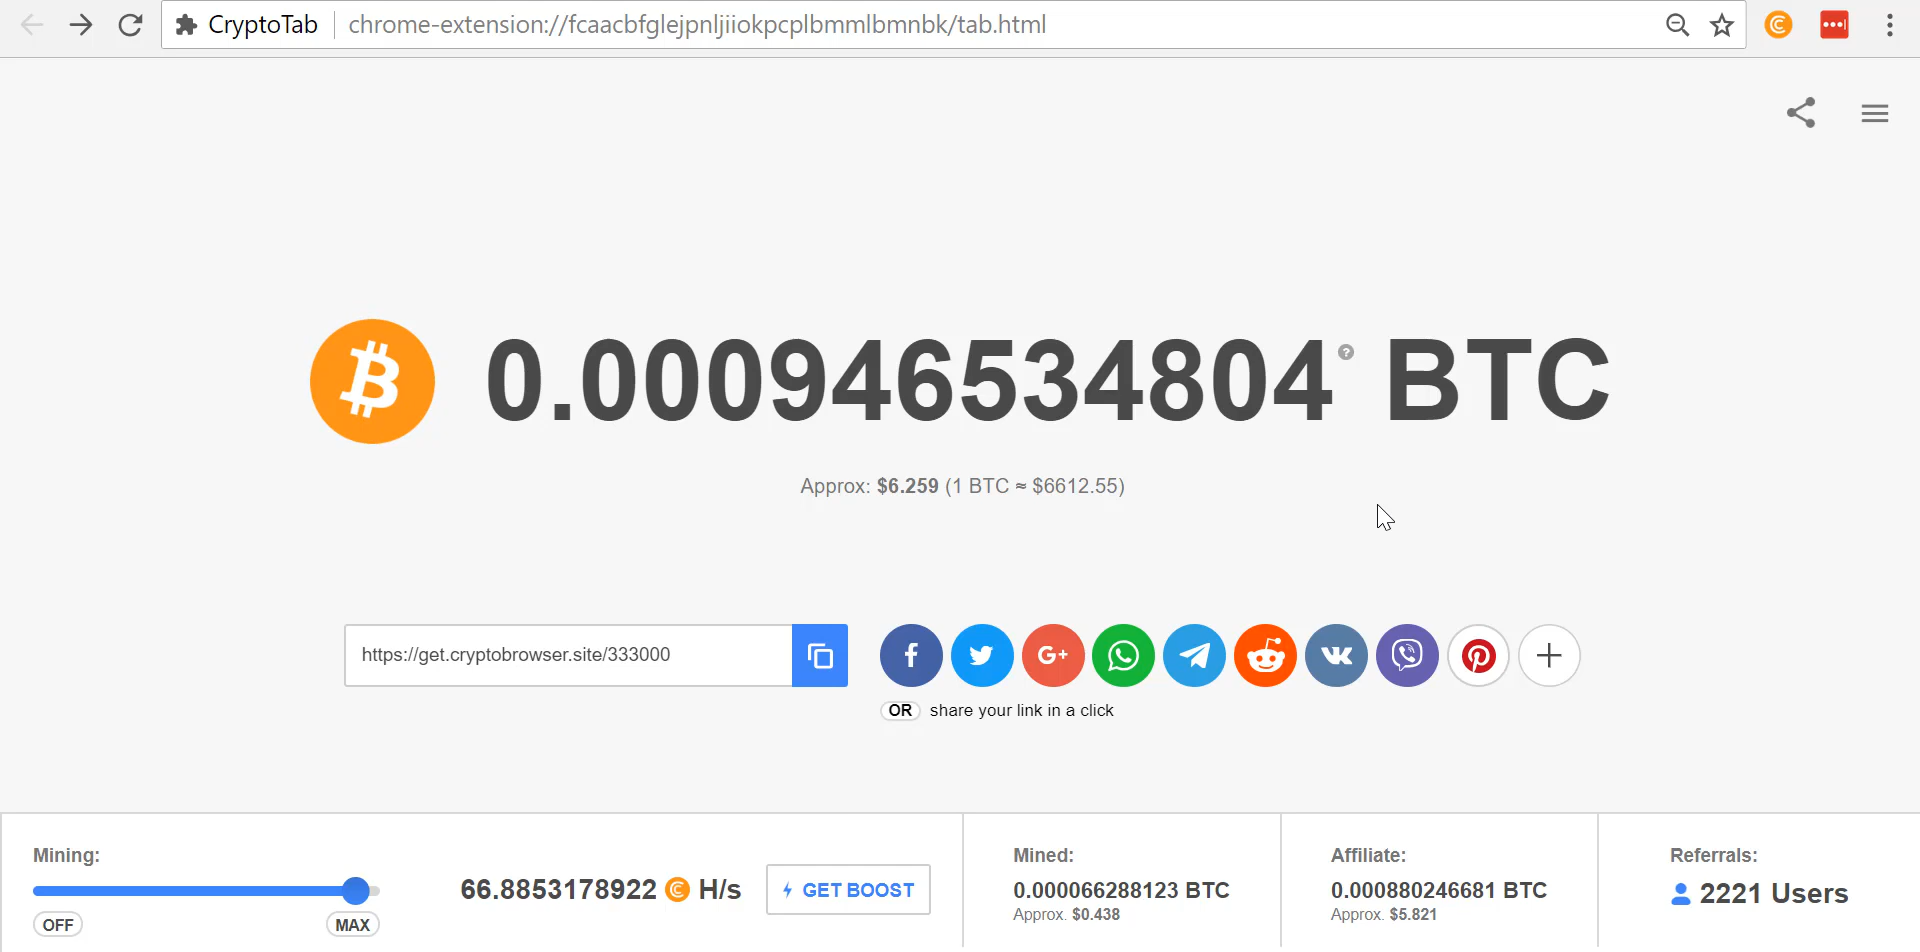 CryptoTab
chrome-extension://fcaacbfglejpnljiiokpcplbmmlbmnbk/tab.html
0.000946534804 BTC
Approx: $6.259 (1 BTC ≈ $6612.55)
https://get.cryptobrowser.site/333000
OR share your link in a click
Mining:
OFF
MAX
66.8853178922 H/s
GET BOOST
Mined:
0.000066288123 BTC
Approx. $0.438
Affiliate:
0.000880246681 BTC
Approx. $5.821
Referrals:
2221 Users